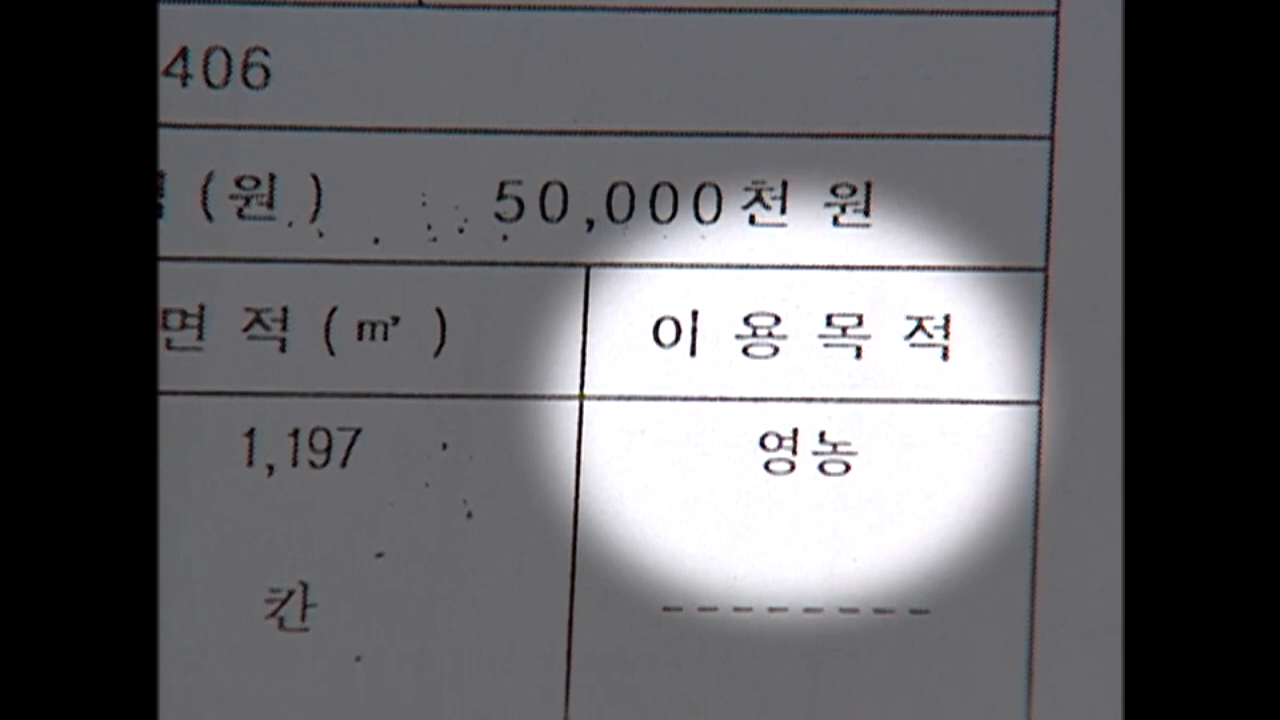 406
(원) 50,000천 원
면 적 (㎡) 이 용 목 적
1,197 영농
칸 ---------